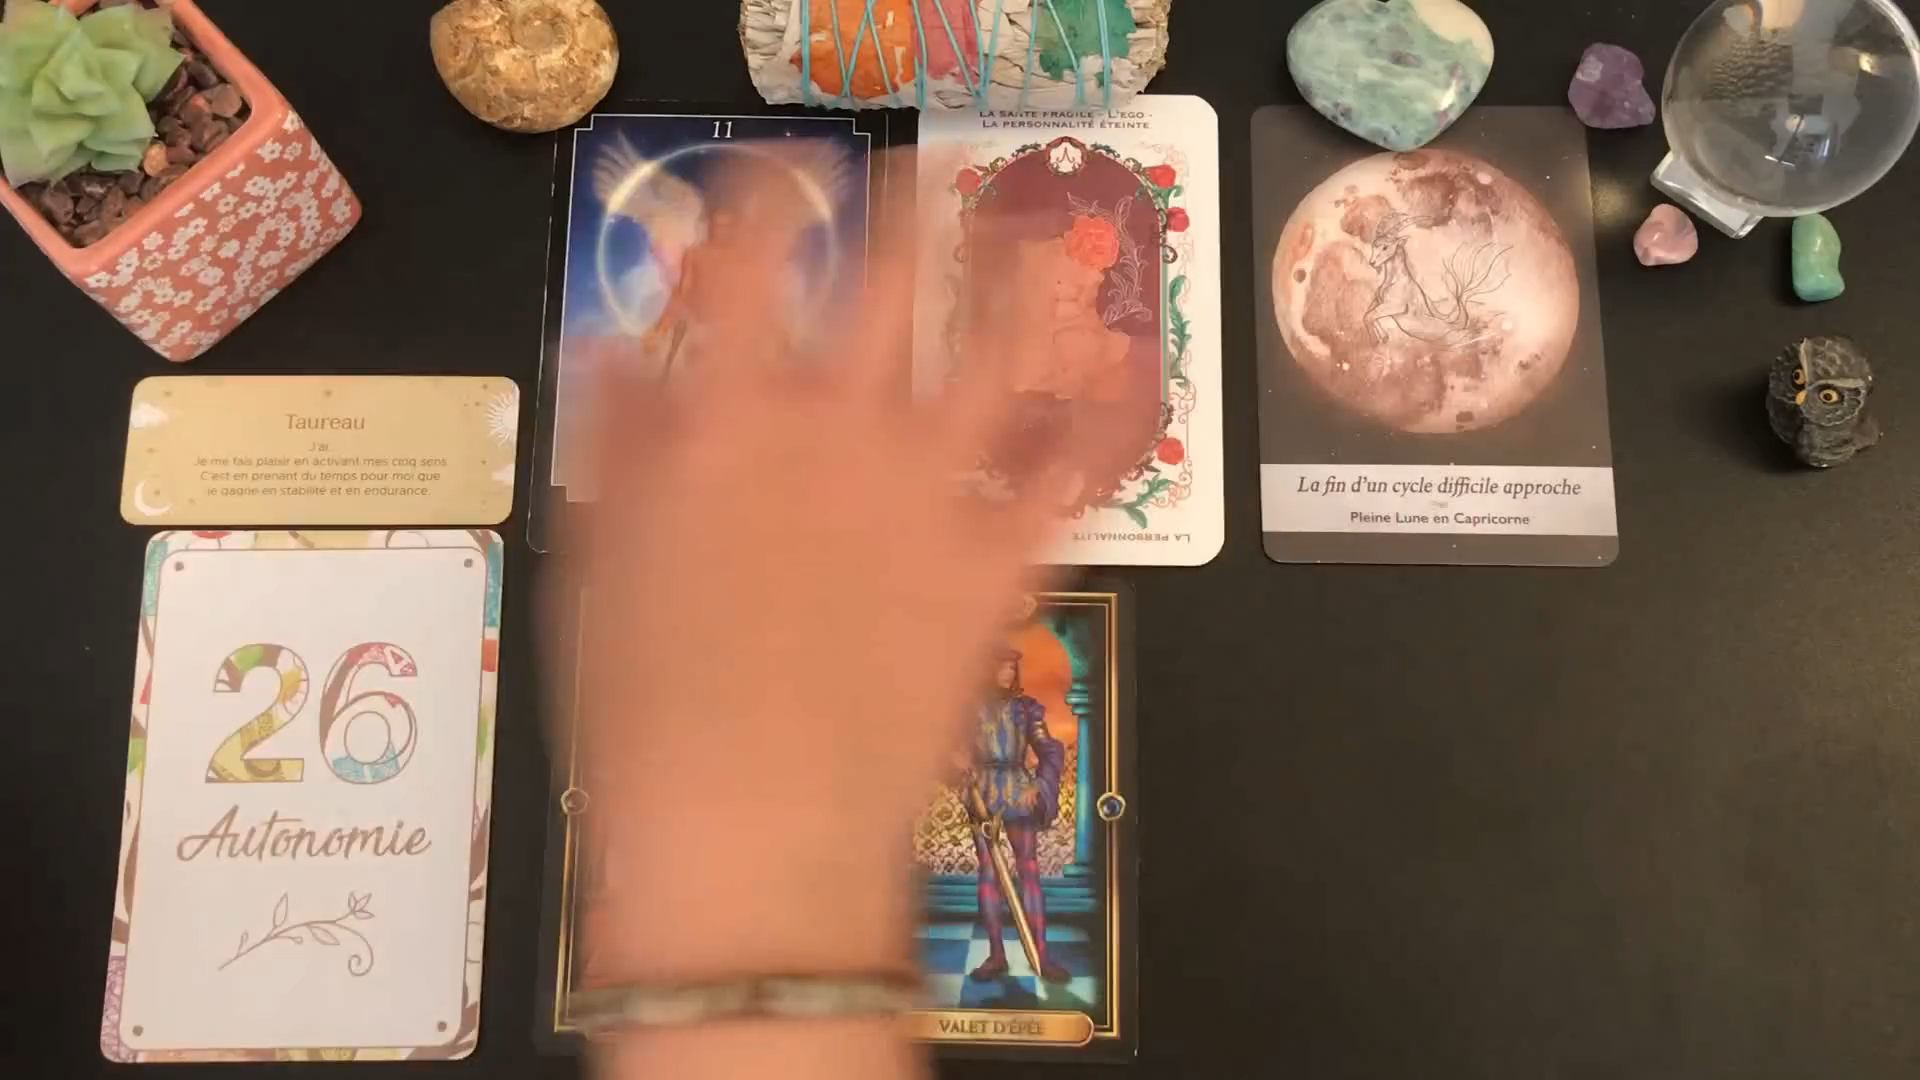 11
LA SANTÉ FRAGILE - L'EGO -
LA PERSONNALITÉ ÉTEINTE
Taureau
J'ai...
Je me fais plaisir en activant mes cinq sens.
C'est en prenant du temps pour moi que
je gagne en stabilité et en endurance.
La fin d'un cycle difficile approche
Pleine Lune en Capricorne
LA PERSONNALITÉ
26
Autonomie
VALET D'ÉPÉE